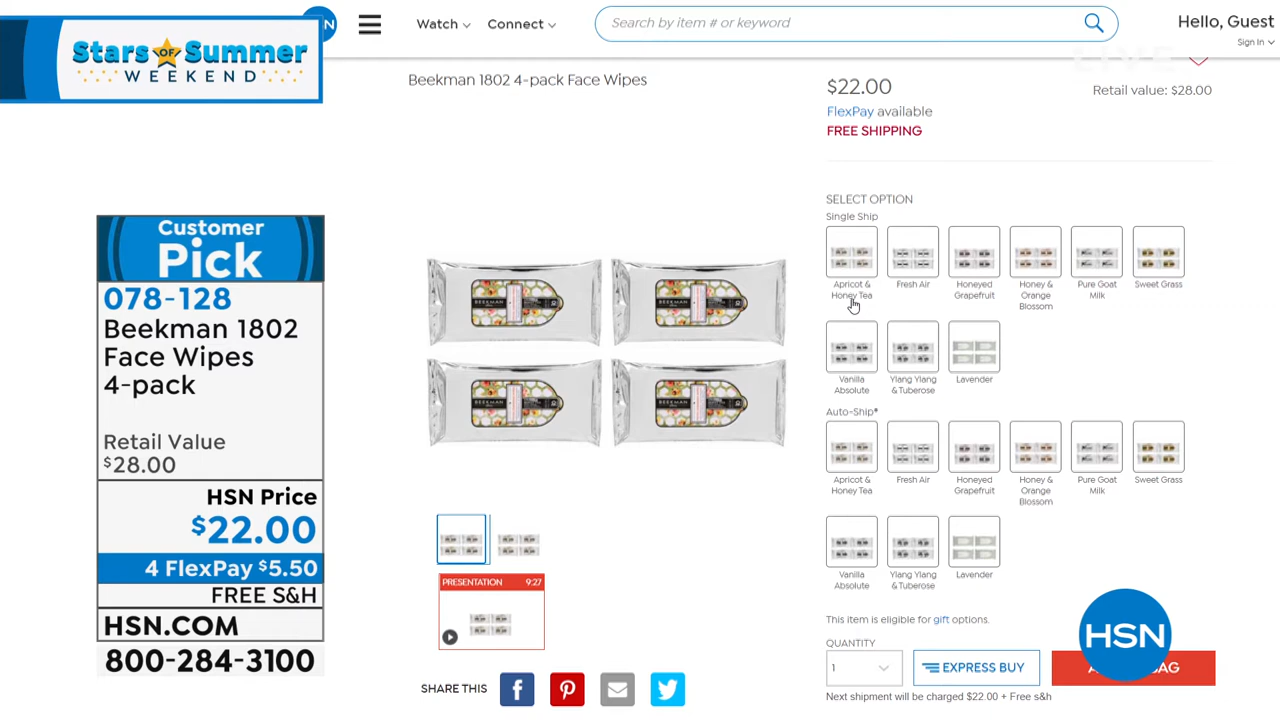 Stars OF Summer
WEEKEND
N
Watch
Connect
Search by item # or keyword
Hello, Guest
Sign In
LIVE
Beekman 1802 4-pack Face Wipes
$22.00
Retail value: $28.00
FlexPay available
FREE SHIPPING
Customer
Pick
078-128
Beekman 1802
Face Wipes
4-pack
Retail Value
$28.00
HSN Price
$22.00
4 FlexPay $5.50
FREE S&H
HSN.COM
800-284-3100
BEEKMAN
BEEKMAN
BEEKMAN
BEEKMAN
PRESENTATION 9:27
SHARE THIS
SELECT OPTION
Single Ship
Apricot & Honey Tea
Fresh Air
Honeyed Grapefruit
Honey & Orange Blossom
Pure Goat Milk
Sweet Grass
Vanilla Absolute
Ylang Ylang & Tuberose
Lavender
Auto-Ship®
Apricot & Honey Tea
Fresh Air
Honeyed Grapefruit
Honey & Orange Blossom
Pure Goat Milk
Sweet Grass
Vanilla Absolute
Ylang Ylang & Tuberose
Lavender
This item is eligible for gift options.
QUANTITY
1
EXPRESS BUY
HSN
AG
Next shipment will be charged $22.00 + Free s&h